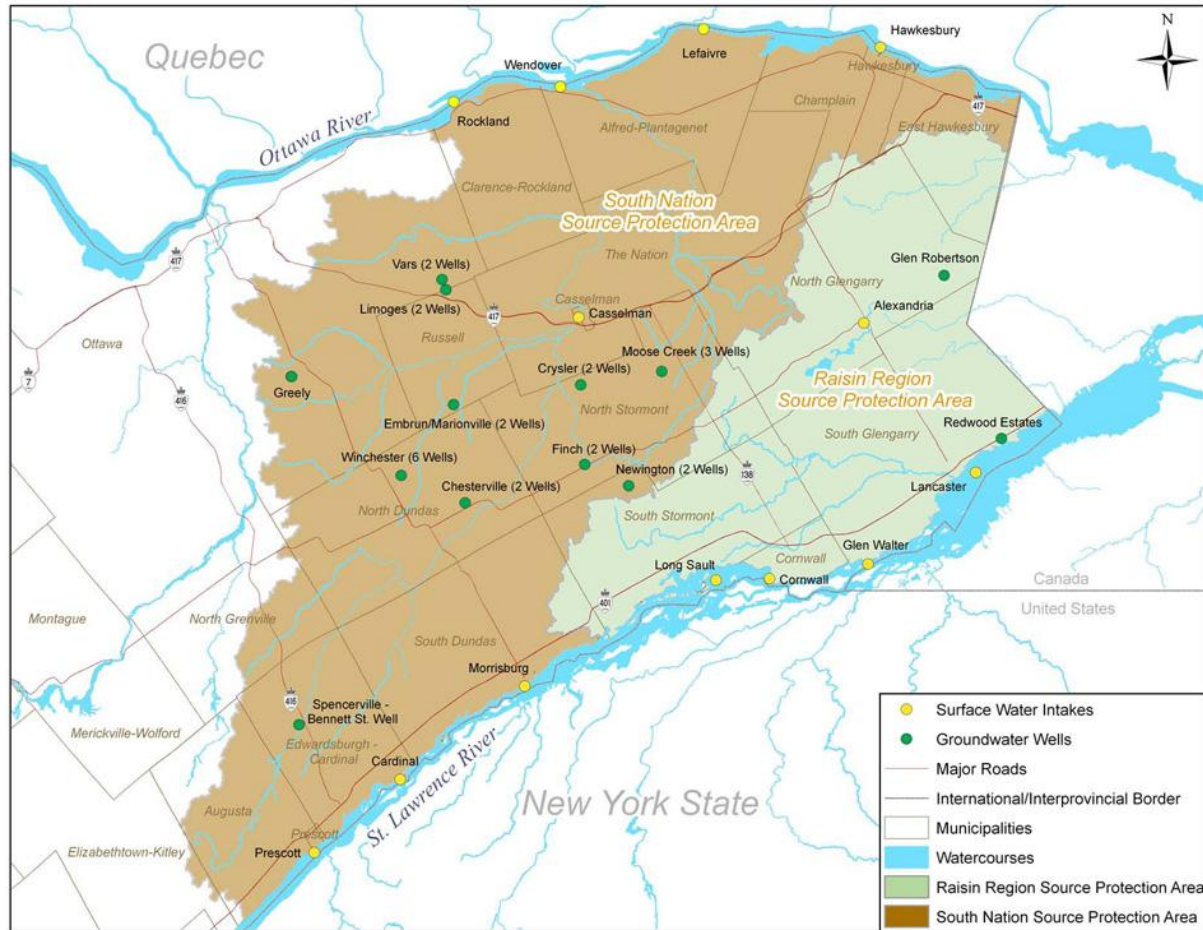 N
Quebec
Ottawa River
Lefaivre
Hawkesbury
Hawkesbury
Wendover
Champlain
417
Rockland
Alfred-Plantagenet
East Hawkesbury
Clarence-Rockland
South Nation
Source Protection Area
417
The Nation
Vars (2 Wells)
Glen Robertson
Limoges (2 Wells)
North Glengarry
Casselman
Casselman
Alexandria
417
Russell
Ottawa
Moose Creek (3 Wells)
7
416
Greely
Crysler (2 Wells)
Raisin Region
Source Protection Area
North Stormont
Embrun/Marionville (2 Wells)
Redwood Estates
South Glengarry
Finch (2 Wells)
Winchester (6 Wells)
Newington (2 Wells)
138
Lancaster
Chesterville (2 Wells)
North Dundas
South Stormont
Glen Walter
Cornwall
Long Sault
Cornwall
Canada
United States
401
Montague
North Grenville
South Dundas
Morrisburg
416
Spencerville -
Bennett St. Well
Merickville-Wolford
Edwardsburgh -
Cardinal
Cardinal
St. Lawrence River
New York State
Augusta
Prescott
Elizabethtown-Kitley
Prescott
Surface Water Intakes
Groundwater Wells
Major Roads
International/Interprovincial Border
Municipalities
Watercourses
Raisin Region Source Protection Area
South Nation Source Protection Area